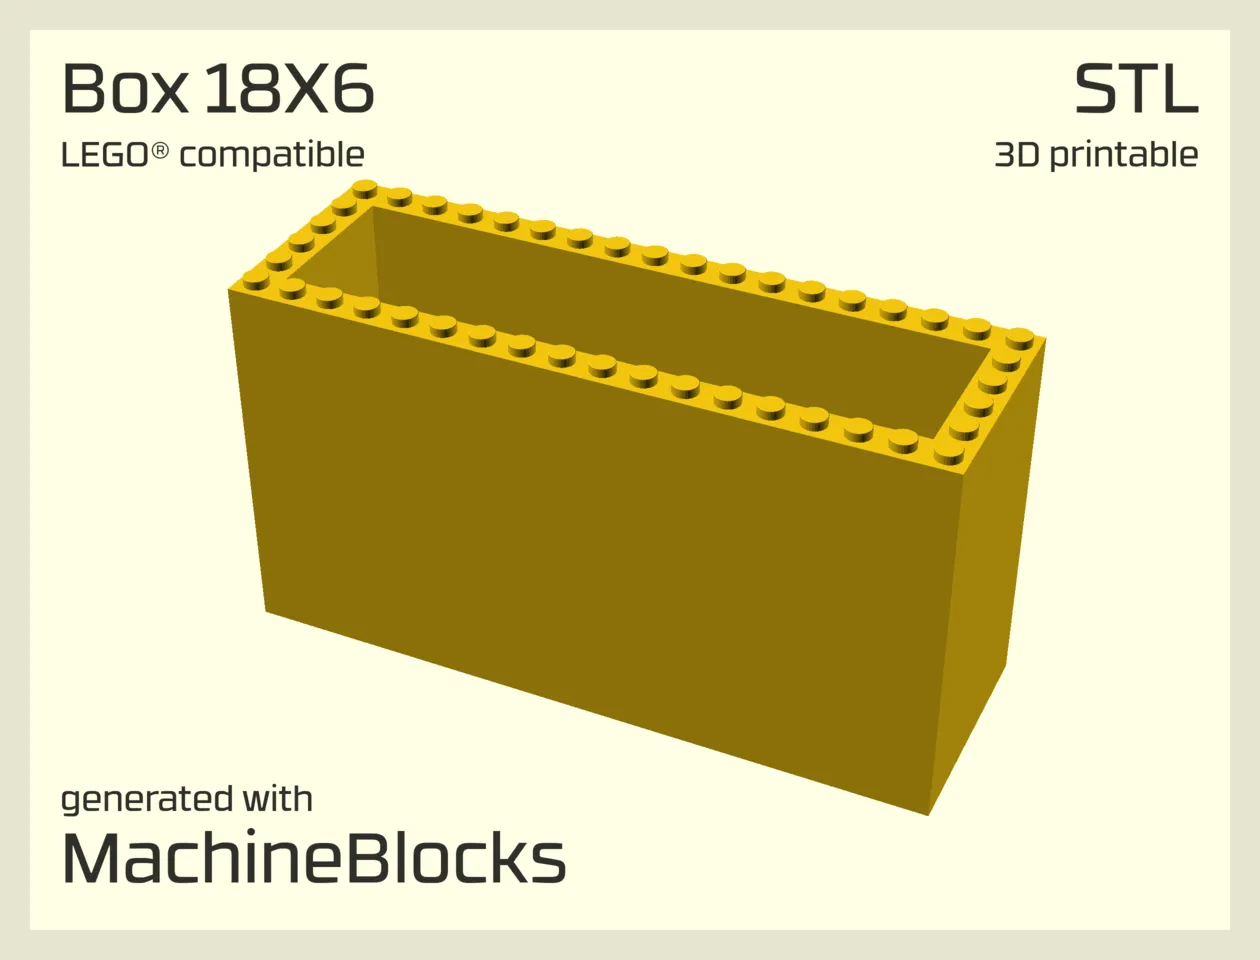 Box 18X6
LEGO® compatible
STL
3D printable
generated with
MachineBlocks